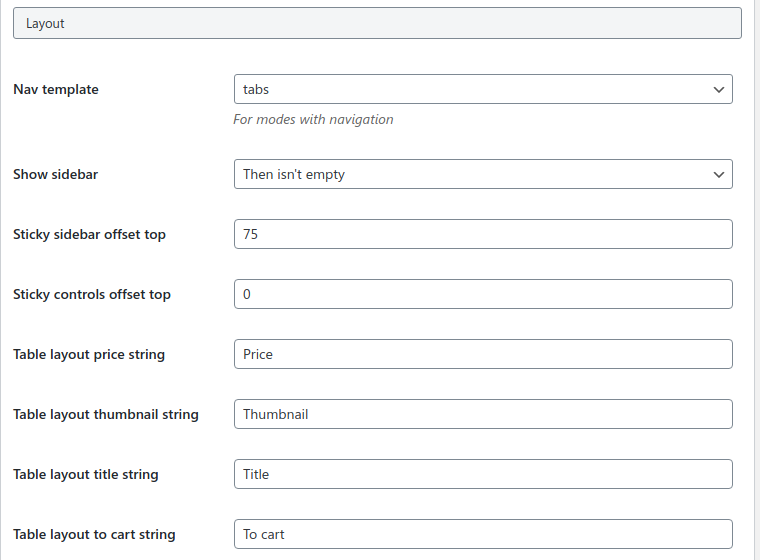 Layout
Nav template
tabs
For modes with navigation
Show sidebar
Then isn't empty
Sticky sidebar offset top
75
Sticky controls offset top
0
Table layout price string
Price
Table layout thumbnail string
Thumbnail
Table layout title string
Title
Table layout to cart string
To cart